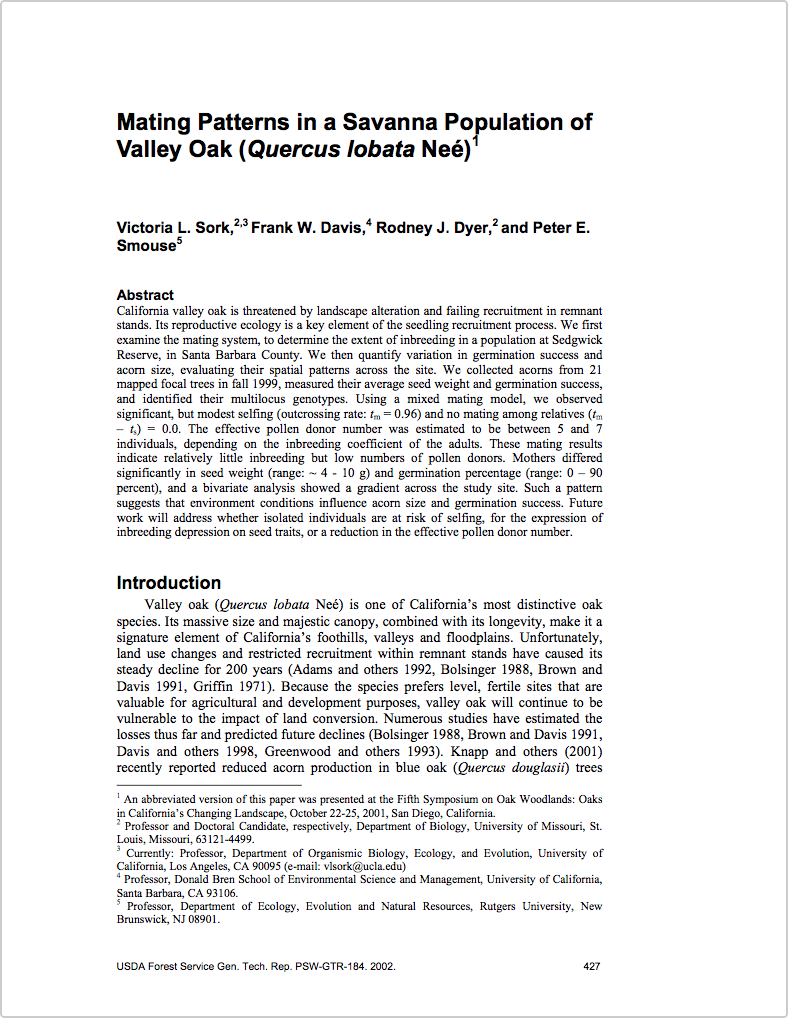 Mating Patterns in a Savanna Population of
Valley Oak (Quercus lobata Neé)1
Victoria L. Sork,2,3 Frank W. Davis,4 Rodney J. Dyer,2 and Peter E.
Smouse5
Abstract
California valley oak is threatened by landscape alteration and failing recruitment in remnant
stands. Its reproductive ecology is a key element of the seedling recruitment process. We first
examine the mating system, to determine the extent of inbreeding in a population at Sedgwick
Reserve, in Santa Barbara County. We then quantify variation in germination success and
acorn size, evaluating their spatial patterns across the site. We collected acorns from 21
mapped focal trees in fall 1999, measured their average seed weight and germination success,
and identified their multilocus genotypes. Using a mixed mating model, we observed
significant, but modest selfing (outcrossing rate: tm = 0.96) and no mating among relatives (tm
– ts) = 0.0. The effective pollen donor number was estimated to be between 5 and 7
individuals, depending on the inbreeding coefficient of the adults. These mating results
indicate relatively little inbreeding but low numbers of pollen donors. Mothers differed
significantly in seed weight (range: ~ 4 - 10 g) and germination percentage (range: 0 – 90
percent), and a bivariate analysis showed a gradient across the study site. Such a pattern
suggests that environment conditions influence acorn size and germination success. Future
work will address whether isolated individuals are at risk of selfing, for the expression of
inbreeding depression on seed traits, or a reduction in the effective pollen donor number.
Introduction
Valley oak (Quercus lobata Neé) is one of California's most distinctive oak
species. Its massive size and majestic canopy, combined with its longevity, make it a
signature element of California's foothills, valleys and floodplains. Unfortunately,
land use changes and restricted recruitment within remnant stands have caused its
steady decline for 200 years (Adams and others 1992, Bolsinger 1988, Brown and
Davis 1991, Griffin 1971). Because the species prefers level, fertile sites that are
valuable for agricultural and development purposes, valley oak will continue to be
vulnerable to the impact of land conversion. Numerous studies have estimated the
losses thus far and predicted future declines (Bolsinger 1988, Brown and Davis 1991,
Davis and others 1998, Greenwood and others 1993). Knapp and others (2001)
recently reported reduced acorn production in blue oak (Quercus douglasii) trees
1 An abbreviated version of this paper was presented at the Fifth Symposium on Oak Woodlands: Oaks
in California's Changing Landscape, October 22-25, 2001, San Diego, California.
2 Professor and Doctoral Candidate, respectively, Department of Biology, University of Missouri, St.
Louis, Missouri, 63121-4499.
3 Currently: Professor, Department of Organismic Biology, Ecology, and Evolution, University of
California, Los Angeles, CA 90095 (e-mail: vlsork@ucla.edu)
4 Professor, Donald Bren School of Environmental Science and Management, University of California,
Santa Barbara, CA 93106.
5 Professor, Department of Ecology, Evolution and Natural Resources, Rutgers University, New
Brunswick, NJ 08901.
USDA Forest Service Gen. Tech. Rep. PSW-GTR-184. 2002. 427